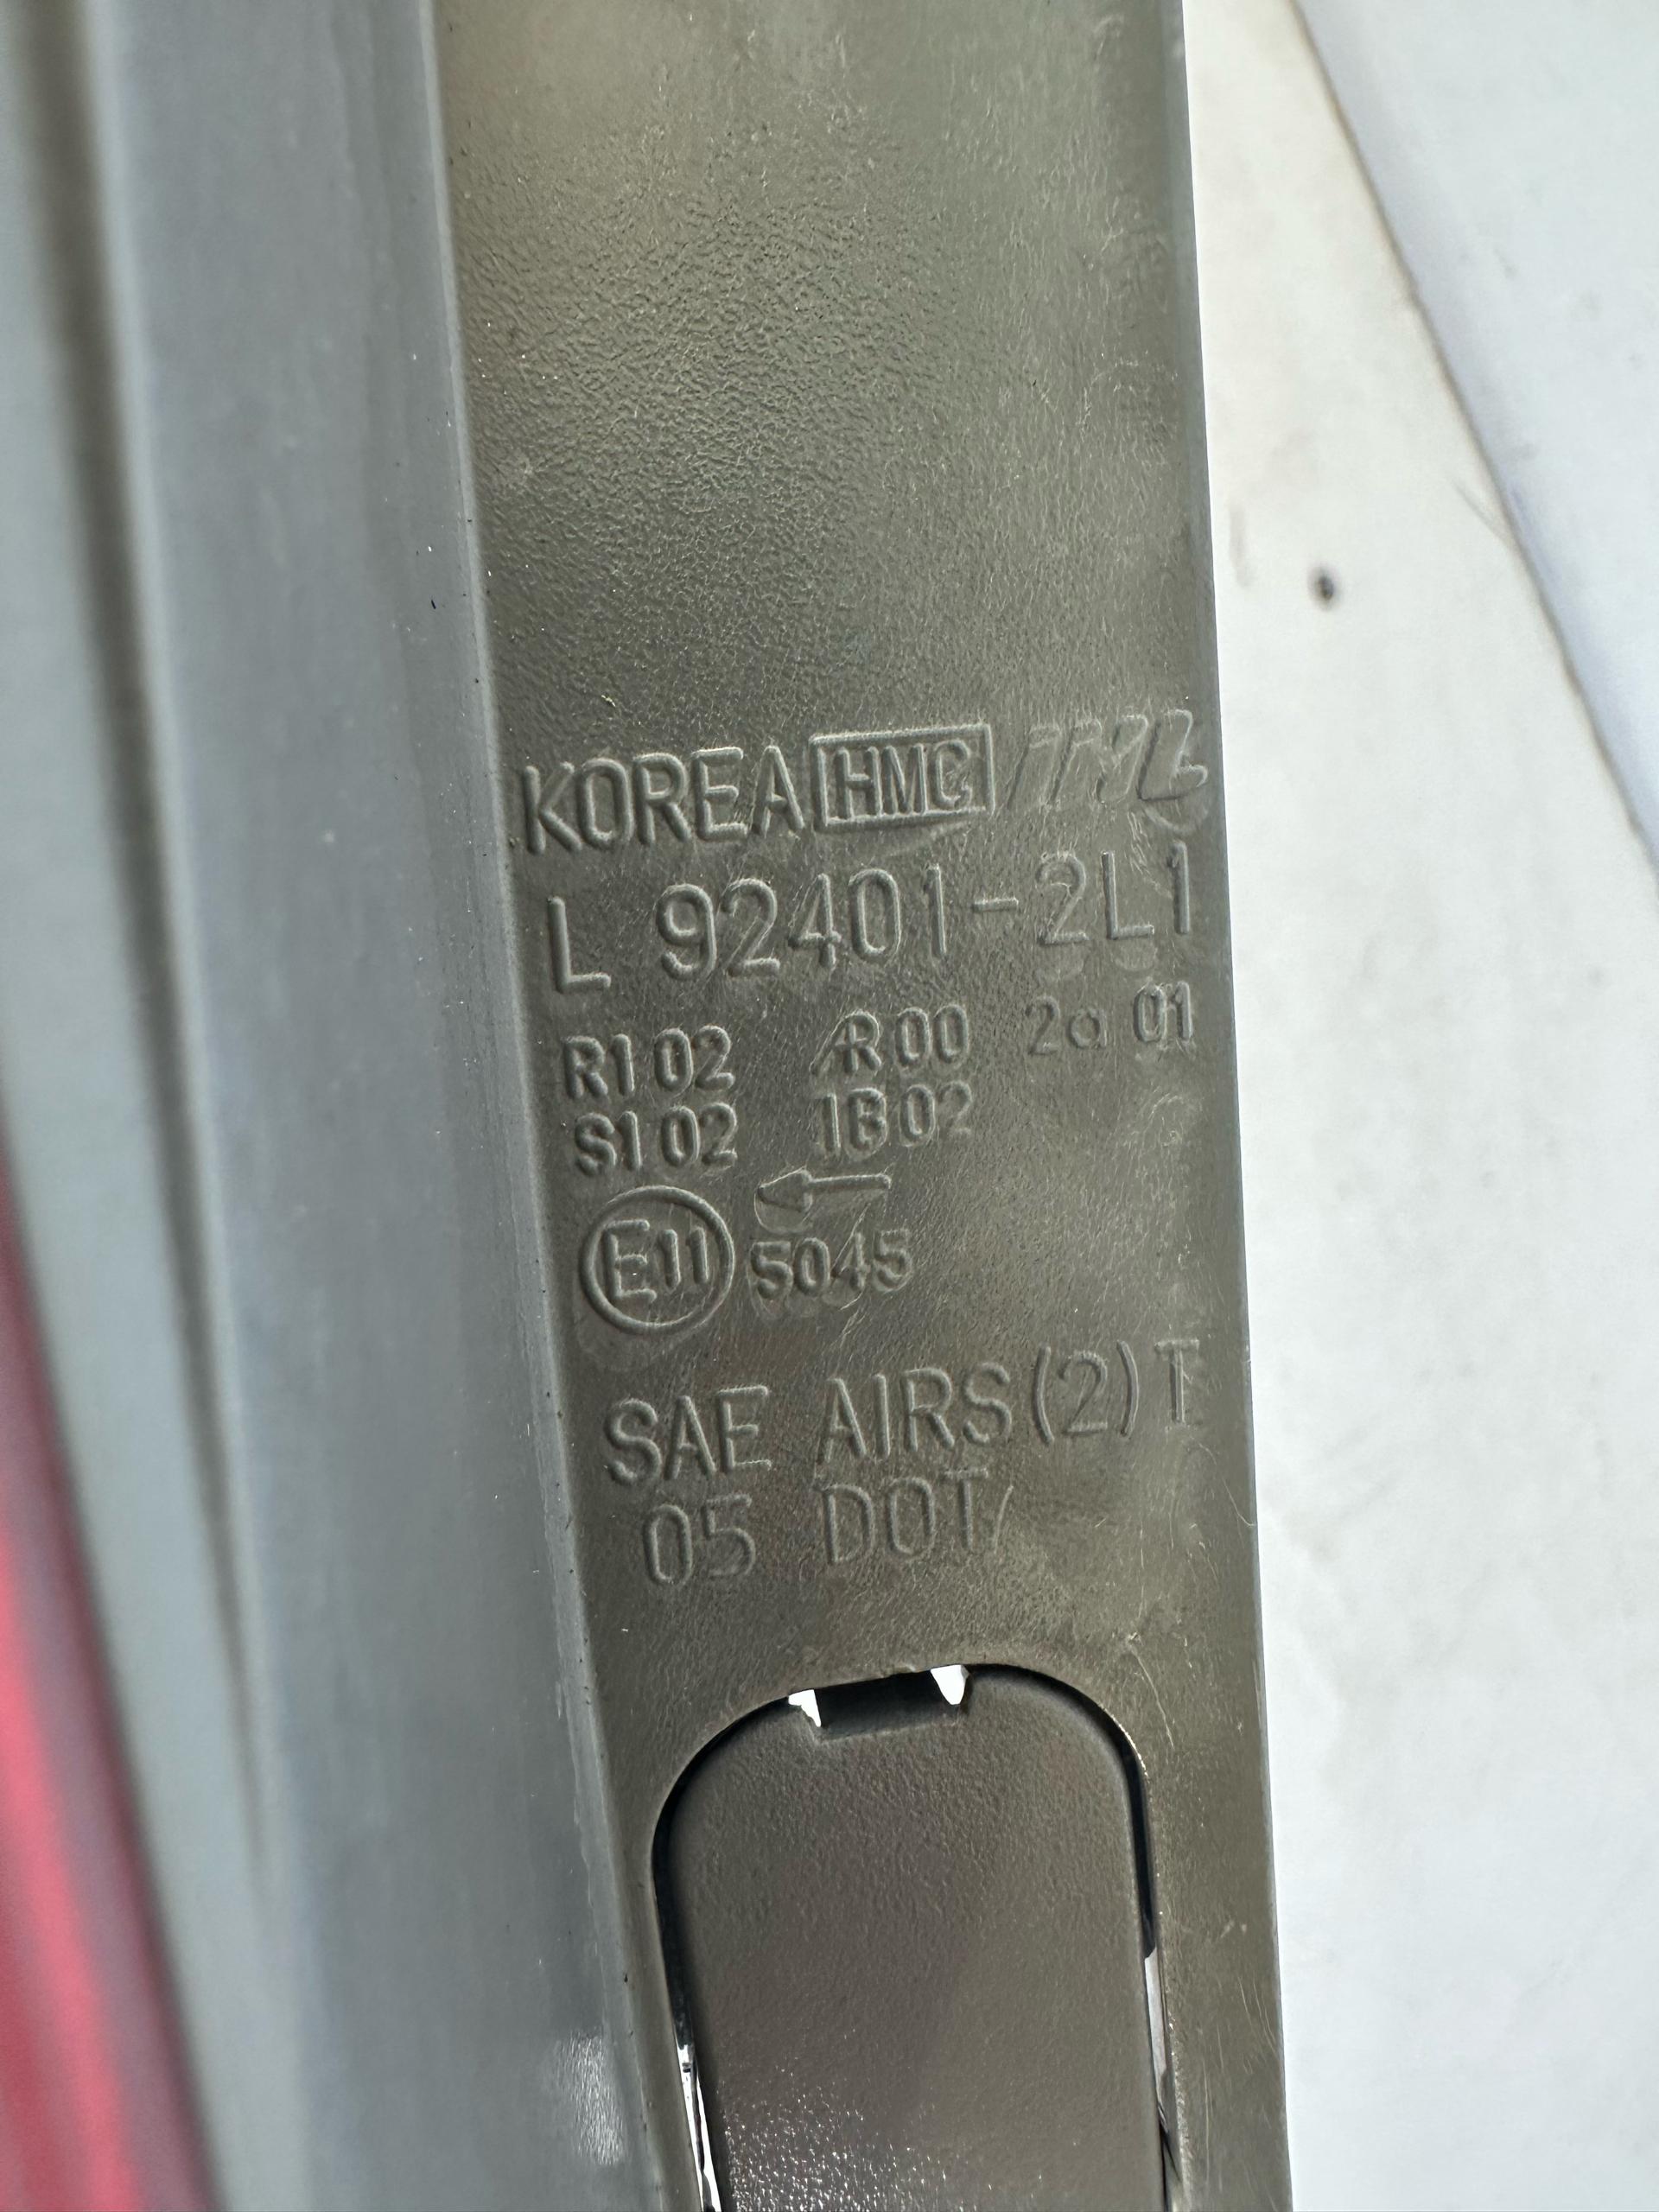 KOREA HMC
L 92401-2L1
R1 02 AR 00 2a 01
S1 02 1B 02
E11 5045
SAE AIRS(2)T
05 DOT